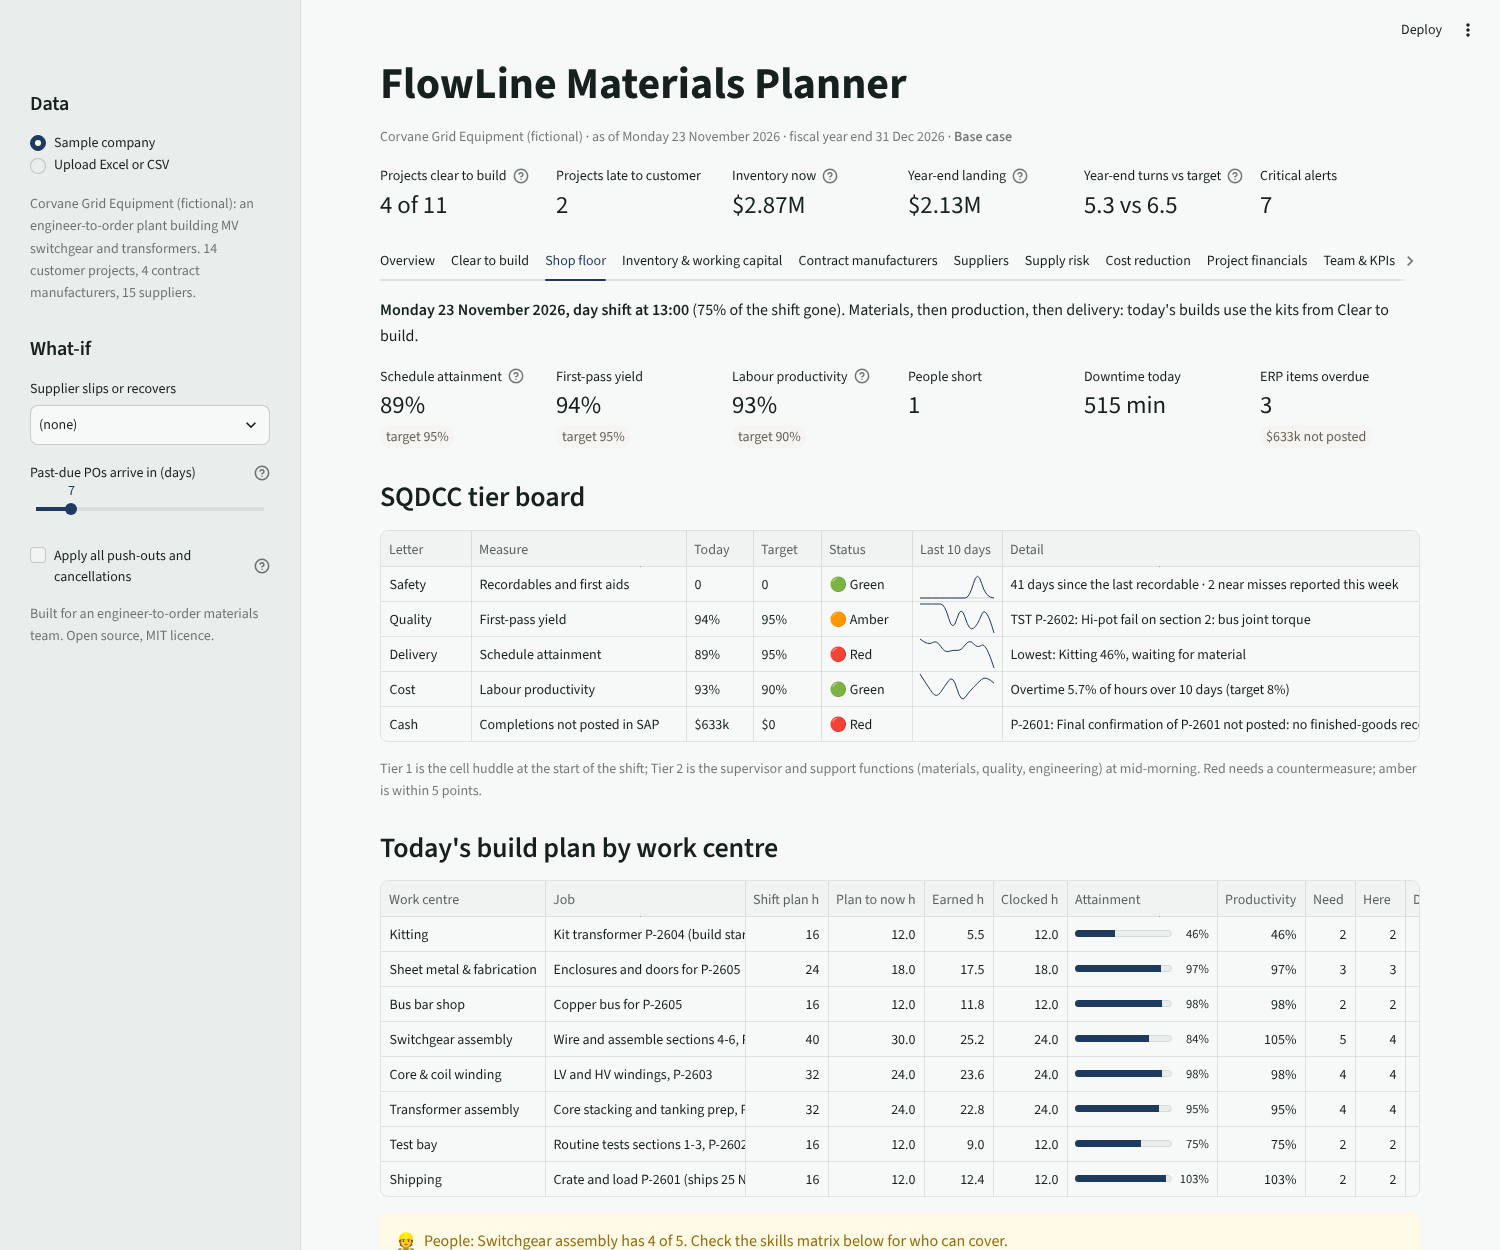 Deploy
Data
Sample company
Upload Excel or CSV
Corvane Grid Equipment (fictional): an
engineer-to-order plant building MV
switchgear and transformers. 14
customer projects, 4 contract
manufacturers, 15 suppliers.
What-if
Supplier slips or recovers
(none)
Past-due POs arrive in (days)
7
Apply all push-outs and
cancellations
Built for an engineer-to-order materials
team. Open source, MIT licence.
FlowLine Materials Planner
Corvane Grid Equipment (fictional) · as of Monday 23 November 2026 · fiscal year end 31 Dec 2026 · Base case
Projects clear to build Projects late to customer Inventory now Year-end landing Year-end turns vs target Critical alerts
4 of 11 2 $2.87M $2.13M 5.3 vs 6.5 7
Overview Clear to build Shop floor Inventory & working capital Contract manufacturers Suppliers Supply risk Cost reduction Project financials Team & KPIs
Monday 23 November 2026, day shift at 13:00 (75% of the shift gone). Materials, then production, then delivery: today's builds use the kits from Clear to
build.
Schedule attainment First-pass yield Labour productivity People short Downtime today ERP items overdue
89% 94% 93% 1 515 min 3
target 95% target 95% target 90% $633k not posted
SQDCC tier board
Letter Measure Today Target Status Last 10 days Detail
Safety Recordables and first aids 0 0 Green 41 days since the last recordable · 2 near misses reported this week
Quality First-pass yield 94% 95% Amber TST P-2602: Hi-pot fail on section 2: bus joint torque
Delivery Schedule attainment 89% 95% Red Lowest: Kitting 46%, waiting for material
Cost Labour productivity 93% 90% Green Overtime 5.7% of hours over 10 days (target 8%)
Cash Completions not posted in SAP $633k $0 Red P-2601: Final confirmation of P-2601 not posted: no finished-goods rec
Tier 1 is the cell huddle at the start of the shift; Tier 2 is the supervisor and support functions (materials, quality, engineering) at mid-morning. Red needs a countermeasure; amber
is within 5 points.
Today's build plan by work centre
Work centre Job Shift plan h Plan to now h Earned h Clocked h Attainment Productivity Need Here
Kitting Kit transformer P-2604 (build star 16 12.0 5.5 12.0 46% 46% 2 2
Sheet metal & fabrication Enclosures and doors for P-2605 24 18.0 17.5 18.0 97% 97% 3 3
Bus bar shop Copper bus for P-2605 16 12.0 11.8 12.0 98% 98% 2 2
Switchgear assembly Wire and assemble sections 4-6, 40 30.0 25.2 24.0 84% 105% 5 4
Core & coil winding LV and HV windings, P-2603 32 24.0 23.6 24.0 98% 98% 4 4
Transformer assembly Core stacking and tanking prep, 32 24.0 22.8 24.0 95% 95% 4 4
Test bay Routine tests sections 1-3, P-2602 16 12.0 9.0 12.0 75% 75% 2 2
Shipping Crate and load P-2601 (ships 25 N 16 12.0 12.4 12.0 103% 103% 2 2
People: Switchgear assembly has 4 of 5. Check the skills matrix below for who can cover.